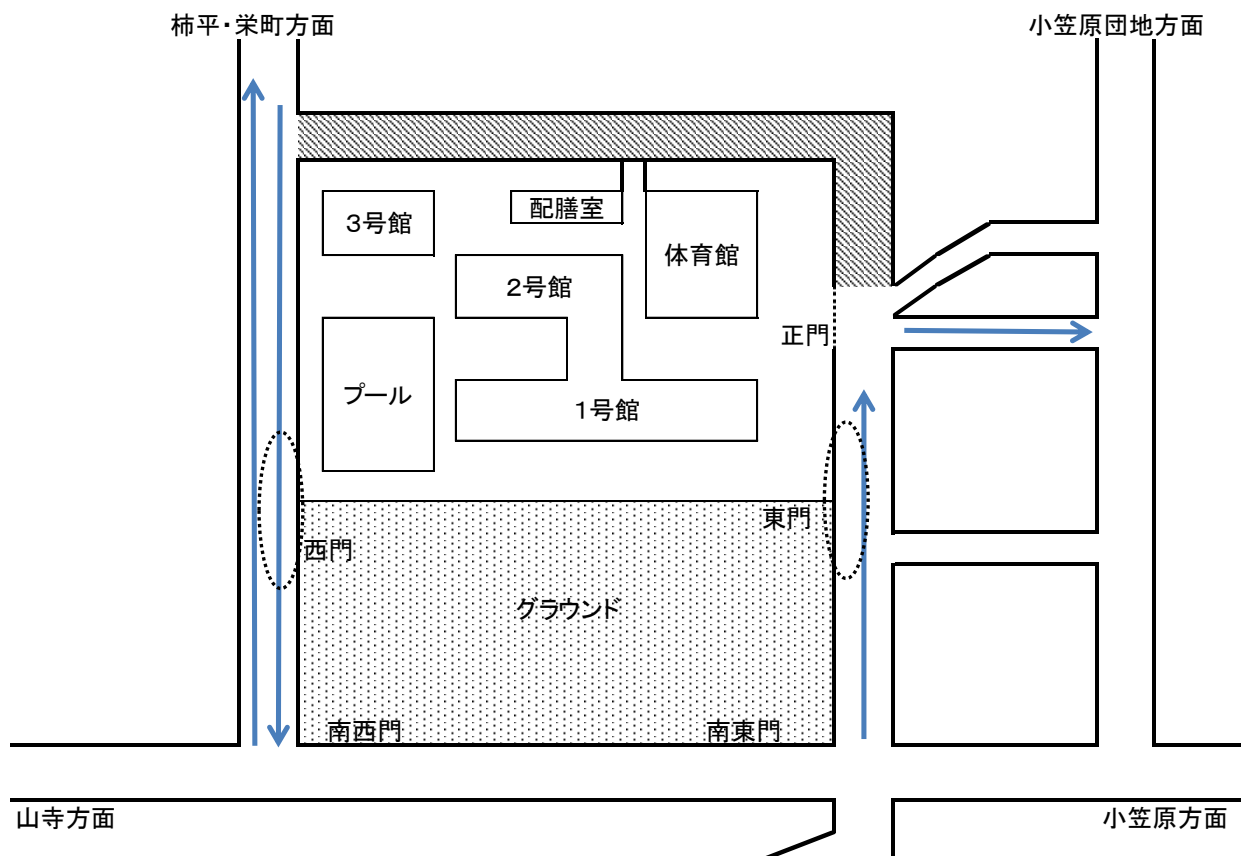 柿平・栄町方面
小笠原団地方面
3号館
配膳室
体育館
2号館
正門
プール
1号館
東門
西門
グラウンド
南西門
南東門
山寺方面
小笠原方面